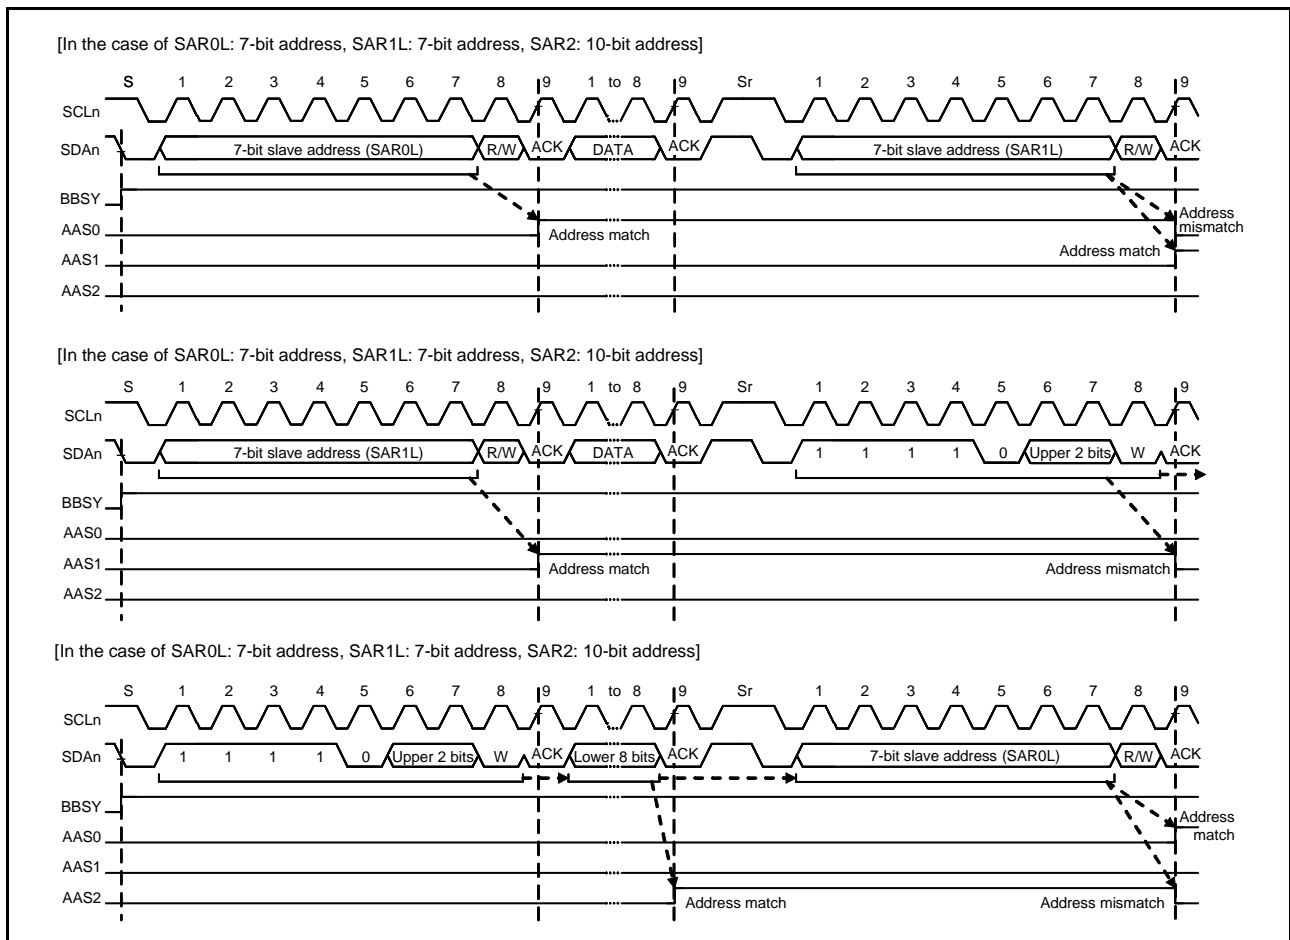 [In the case of SAR0L: 7-bit address, SAR1L: 7-bit address, SAR2: 10-bit address]
S 1 2 3 4 5 6 7 8 9 1 to 8 9 Sr 1 2 3 4 5 6 7 8 9
SCLn
SDAn 7-bit slave address (SAR0L) R/W ACK DATA ACK 7-bit slave address (SAR1L) R/W ACK
BBSY
Address
mismatch
AAS0 Address match
Address match
AAS1
AAS2
[In the case of SAR0L: 7-bit address, SAR1L: 7-bit address, SAR2: 10-bit address]
S 1 2 3 4 5 6 7 8 9 1 to 8 9 Sr 1 2 3 4 5 6 7 8 9
SCLn
SDAn 7-bit slave address (SAR1L) R/W ACK DATA ACK 1 1 1 1 0 Upper 2 bits W ACK
BBSY
AAS0
AAS1 Address match Address mismatch
AAS2
[In the case of SAR0L: 7-bit address, SAR1L: 7-bit address, SAR2: 10-bit address]
S 1 2 3 4 5 6 7 8 9 1 to 8 9 Sr 1 2 3 4 5 6 7 8 9
SCLn
SDAn 1 1 1 1 0 Upper 2 bits W ACK Lower 8 bits ACK 7-bit slave address (SAR0L) R/W ACK
BBSY
Address
match
AAS0
AAS1
AAS2 Address match Address mismatch